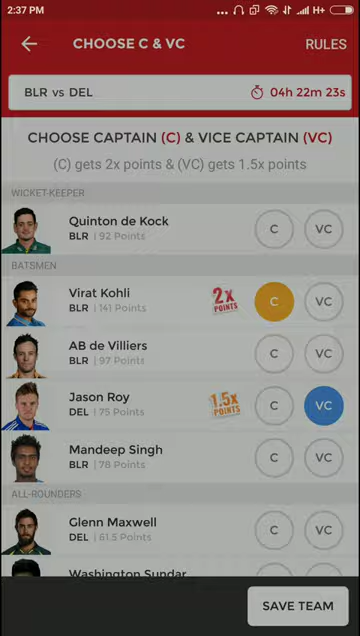 2:37 PM
... H+
CHOOSE C & VC
RULES
BLR vs DEL
04h 22m 23s
CHOOSE CAPTAIN (C) & VICE CAPTAIN (VC)
(C) gets 2x points & (VC) gets 1.5x points
WICKET-KEEPER
Quinton de Kock
BLR | 92 Points
C
VC
BATSMEN
Virat Kohli
BLR | 141 Points
2x
POINTS
C
VC
AB de Villiers
BLR | 97 Points
C
VC
Jason Roy
DEL | 75 Points
1.5x
POINTS
C
VC
Mandeep Singh
BLR | 78 Points
C
VC
ALL-ROUNDERS
Glenn Maxwell
DEL | 61.5 Points
C
VC
Washington Sundar
SAVE TEAM